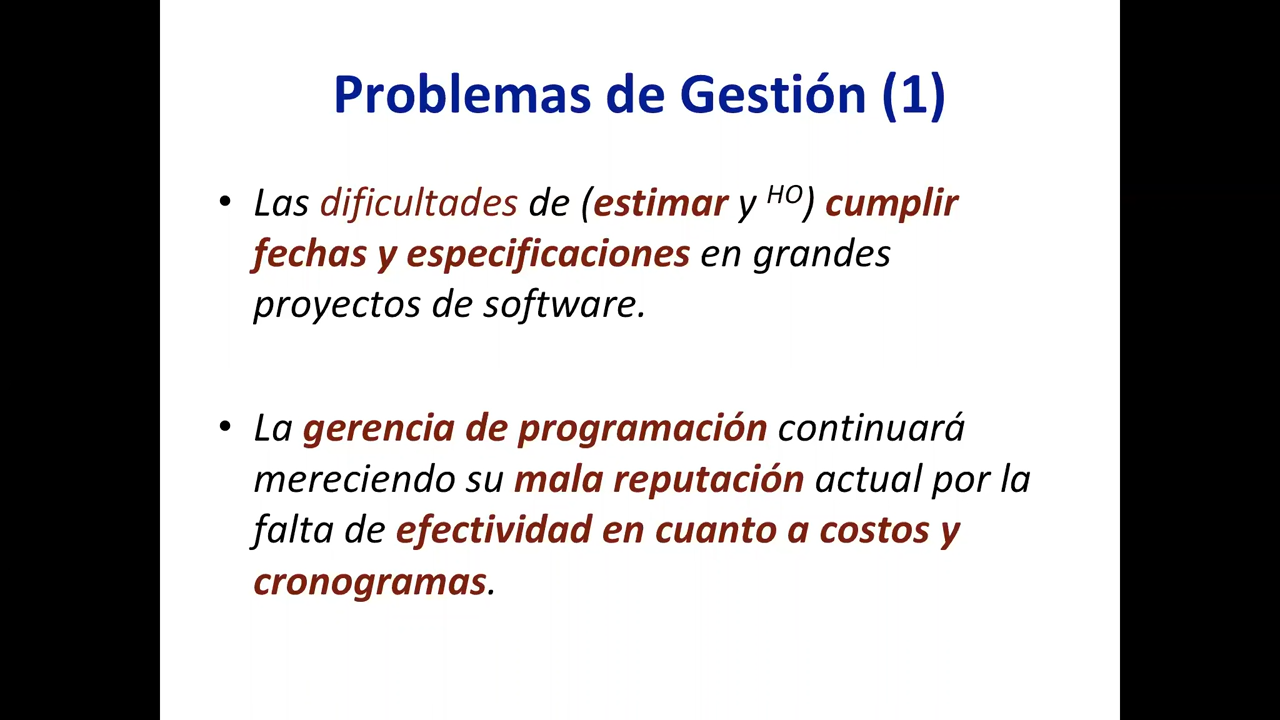 Problemas de Gestión (1)
• Las dificultades de (estimar y HO) cumplir
fechas y especificaciones en grandes
proyectos de software.
• La gerencia de programación continuará
mereciendo su mala reputación actual por la
falta de efectividad en cuanto a costos y
cronogramas.